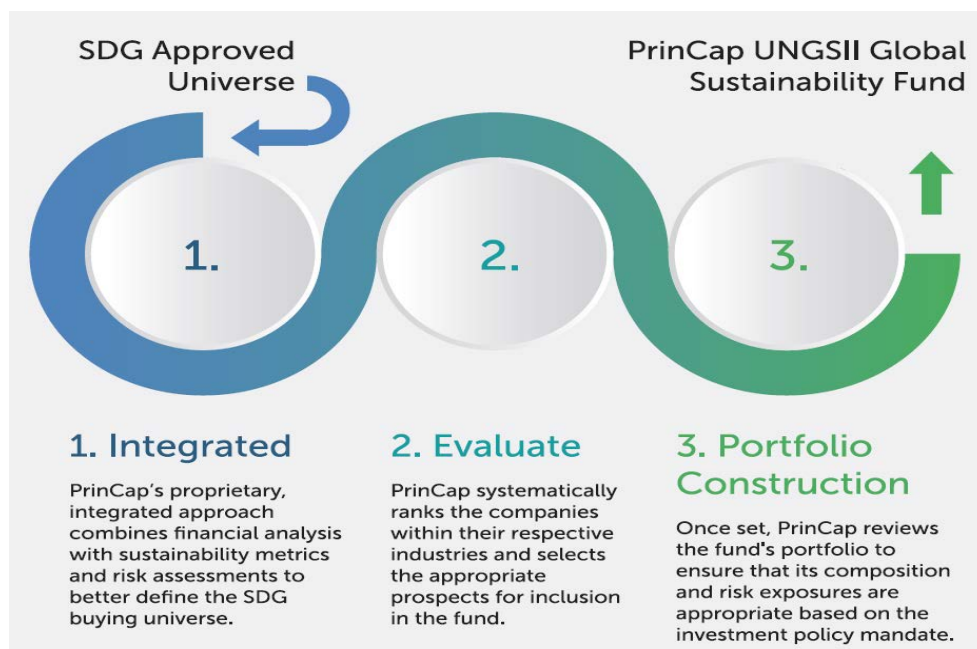 SDG Approved
Universe
PrinCap UNGSII Global
Sustainability Fund
1.
2.
3.
1. Integrated
PrinCap's proprietary,
integrated approach
combines financial analysis
with sustainability metrics
and risk assessments to
better define the SDG
buying universe.
2. Evaluate
PrinCap systematically
ranks the companies
within their respective
industries and selects
the appropriate
prospects for inclusion
in the fund.
3. Portfolio
Construction
Once set, PrinCap reviews
the fund's portfolio to
ensure that its composition
and risk exposures are
appropriate based on the
investment policy mandate.